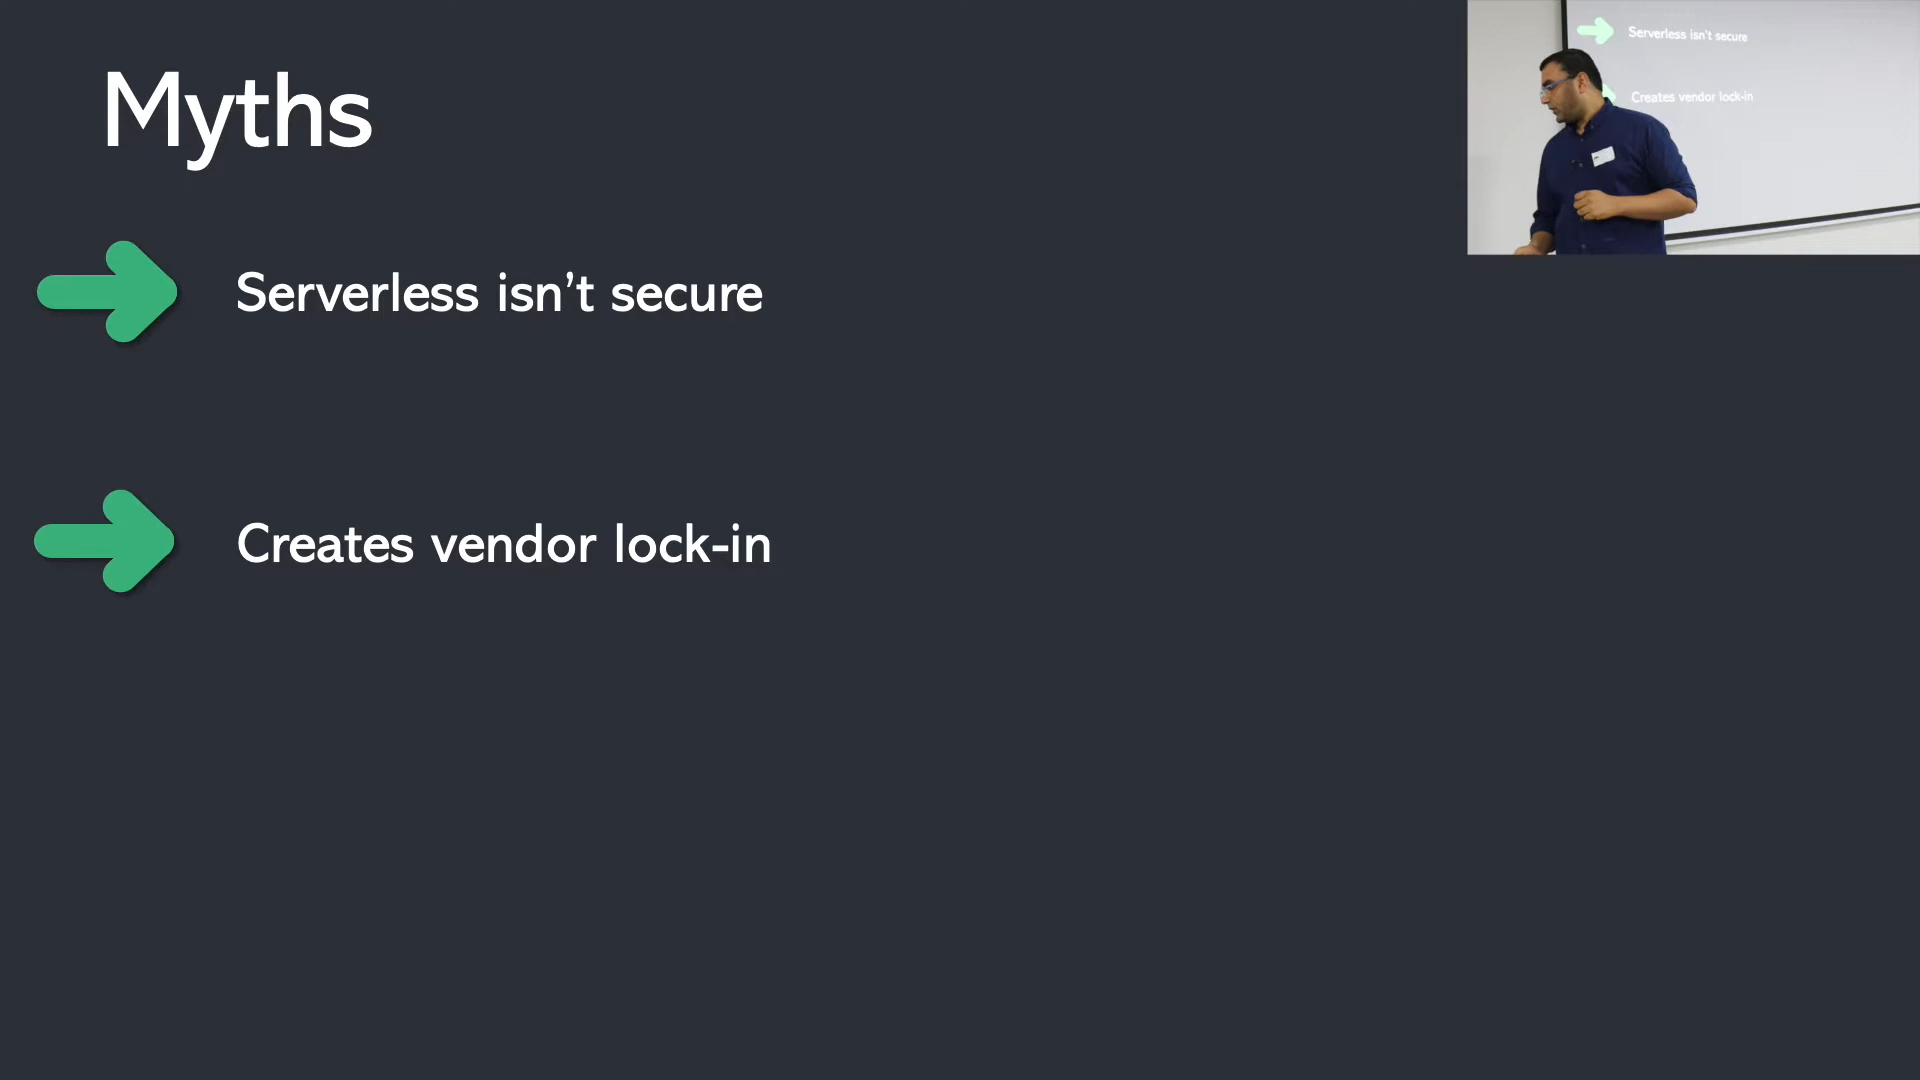 Myths
Serverless isn’t secure
Creates vendor lock-in
Serverless isn't secure
Creates vendor lock-in